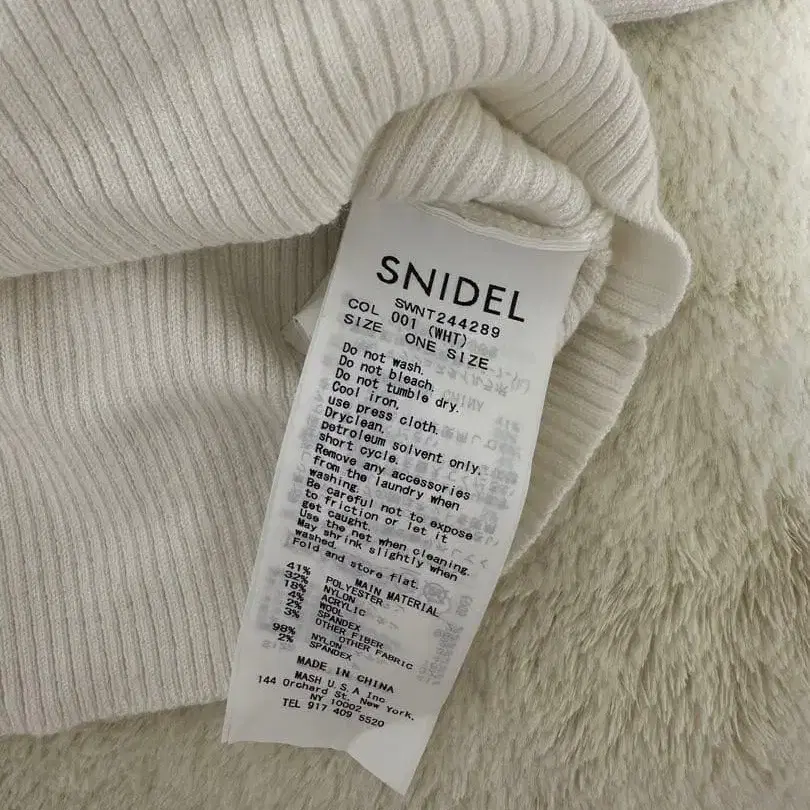 SNIDEL
SWNT244289
COL 001 (WHT)
SIZE ONE SIZE
Do not wash.
Do not bleach.
Do not tumble dry.
Cool iron,
use press cloth.
Dryclean,
petroleum solvent only,
short cycle.
Remove any accessories
from the laundry when
washing.
Be careful not to expose
to friction or let it
get caught.
Use the net when cleaning.
May shrink slightly when
washed.
Fold and store flat.
MAIN MATERIAL
41% POLYESTER
32% NYLON
18% ACRYLIC
4% WOOL
2% SPANDEX
3% OTHER FIBER
OTHER FABRIC
98% NYLON
2% SPANDEX
MADE IN CHINA
MASH U.S.A Inc
144 Orchard St. New York,
NY 10002
TEL 917 409 5520